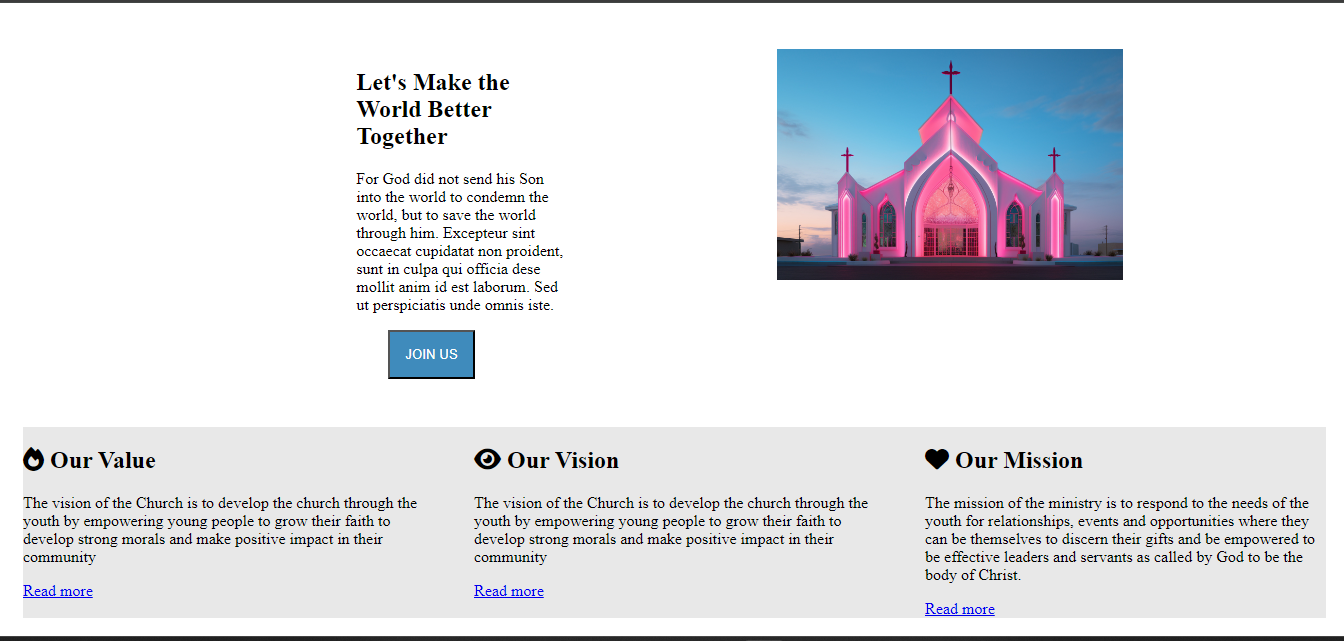 Let's Make the
World Better
Together
For God did not send his Son
into the world to condemn the
world, but to save the world
through him. Excepteur sint
occaecat cupidatat non proident,
sunt in culpa qui officia dese
mollit anim id est laborum. Sed
ut perspiciatis unde omnis iste.
JOIN US
Our Value
The vision of the Church is to develop the church through the
youth by empowering young people to grow their faith to
develop strong morals and make positive impact in their
community
Read more
Our Vision
The vision of the Church is to develop the church through the
youth by empowering young people to grow their faith to
develop strong morals and make positive impact in their
community
Read more
Our Mission
The mission of the ministry is to respond to the needs of the
youth for relationships, events and opportunities where they
can be themselves to discern their gifts and be empowered to
be effective leaders and servants as called by God to be the
body of Christ.
Read more